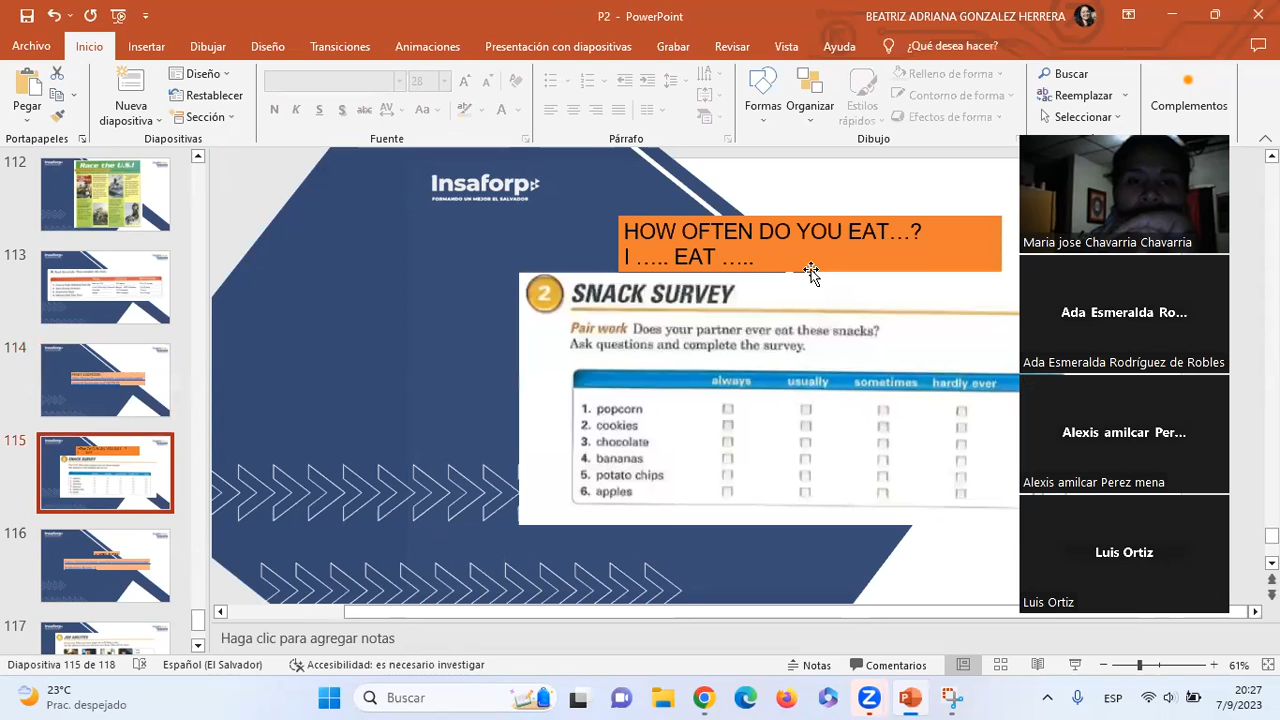 P2 - PowerPoint
BEATRIZ ADRIANA GONZALEZ HERRERA
Archivo
Inicio
Insertar
Dibujar
Diseño
Transiciones
Animaciones
Presentación con diapositivas
Grabar
Revisar
Vista
Ayuda
¿Qué desea hacer?
Pegar
Nueva
diapositiva
Diseño
Restablecer
Sección
28
N
K
S
S
abc
AV
Aa
A
Formas
Organizar
Estilos
rápidos
Relleno de forma
Contorno de forma
Efectos de forma
Buscar
Reemplazar
Seleccionar
Complementos
Portapapeles
Diapositivas
Fuente
Párrafo
Dibujo
112
Race the U.S!
113
114
115
116
117
Insaforp
FORMANDO UN MEJOR EL SALVADOR
HOW OFTEN DO YOU EAT…?
I ….. EAT …..
2 SNACK SURVEY
Pair work Does your partner ever eat these snacks?
Ask questions and complete the survey.
always usually sometimes hardly ever
1. popcorn
2. cookies
3. chocolate
4. bananas
5. potato chips
6. apples
Maria jose Chavarria Chavarria
Ada Esmeralda Ro...
Ada Esmeralda Rodríguez de Robles
Alexis amilcar Per...
Alexis amilcar Perez mena
Luis Ortiz
Luis Ortiz
Haga clic para agregar notas
Diapositiva 115 de 118
Español (El Salvador)
Accesibilidad: es necesario investigar
Notas
Comentarios
61%
23°C
Prac. despejado
Buscar
ESP
20:27
7/9/2023